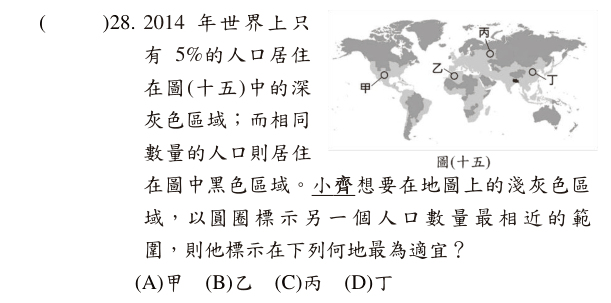 (　　)28. 2014 年世界上只
有 5%的人口居住
在圖(十五)中的深
灰色區域；而相同
數量的人口則居住
在圖中黑色區域。小齊想要在地圖上的淺灰色區
域，以圓圈標示另一個人口數量最相近的範
圍，則他標示在下列何地最為適宜？
(A)甲　(B)乙　(C)丙　(D)丁
丙
乙
甲
丁
圖(十五)